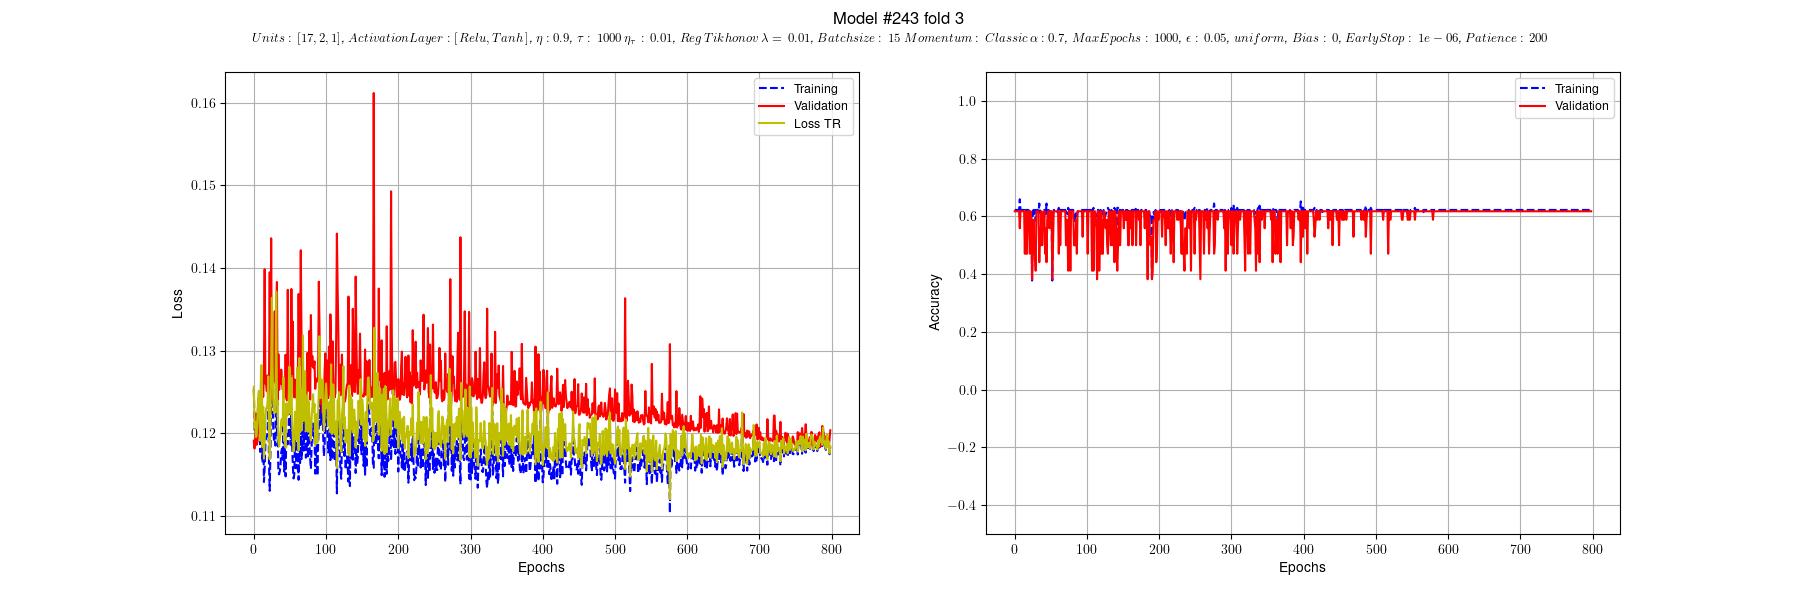 Model #243 fold 3
Units : [17, 2, 1], ActivationLayer : [Relu, Tanh], η : 0.9, τ : 1000 ητ : 0.01, Reg Tikhonov λ = 0.01, Batchsize : 15 Momentum : Classic α : 0.7, MaxEpochs : 1000, ϵ : 0.05, uniform, Bias : 0, EarlyStop : 1e − 06, Patience : 200
Loss
0.16
0.15
0.14
0.13
0.12
0.11
Training
Validation
Loss TR
0 100 200 300 400 500 600 700 800
Epochs
Accuracy
1.0
0.8
0.6
0.4
0.2
0.0
−0.2
−0.4
Training
Validation
0 100 200 300 400 500 600 700 800
Epochs